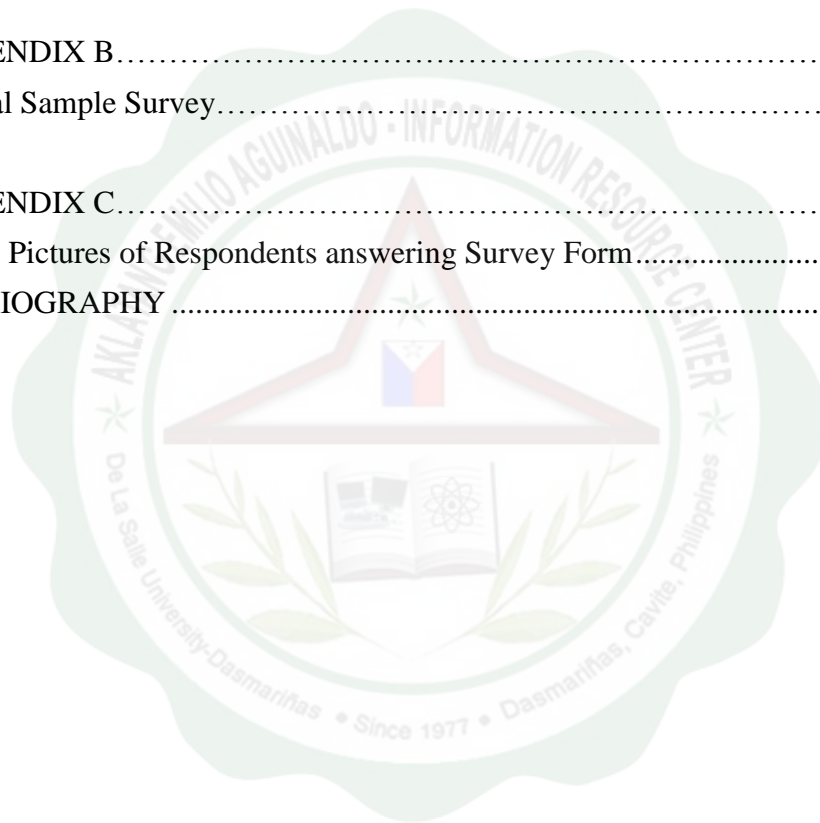 ENDIX B……………………………………………………………
al Sample Survey……………………………………………………
ENDIX C……………………………………………………………
Pictures of Respondents answering Survey Form.......................
IOGRAPHY ...................................................................................
AKLATANG EMILIO AGUINALDO - INFORMATION RESOURCE CENTER
De La Salle University-Dasmariñas • Since 1977 • Dasmariñas, Cavite, Philippines